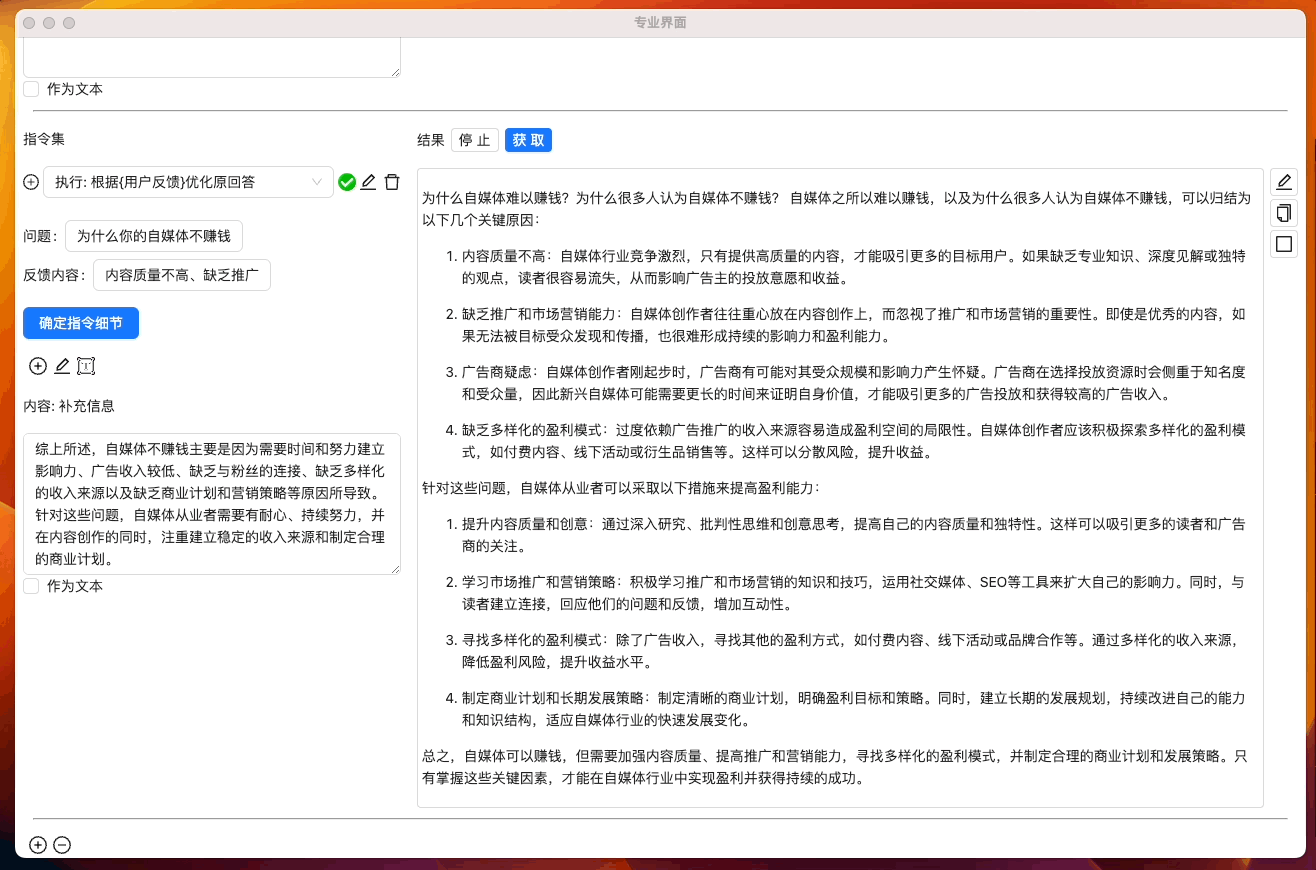 专业界面
作为文本
指令集
结果 停 止 获 取
执行: 根据{用户反馈}优化原回答
问题： 为什么你的自媒体不赚钱
反馈内容： 内容质量不高、缺乏推广
确定指令细节
内容: 补充信息
综上所述，自媒体不赚钱主要是因为需要时间和努力建立
影响力、广告收入较低、缺乏与粉丝的连接、缺乏多样化
的收入来源以及缺乏商业计划和营销策略等原因所导致。
针对这些问题，自媒体从业者需要有耐心、持续努力，并
在内容创作的同时，注重建立稳定的收入来源和制定合理
的商业计划。
作为文本
为什么自媒体难以赚钱？为什么很多人认为自媒体不赚钱？ 自媒体之所以难以赚钱，以及为什么很多人认为自媒体不赚钱，可以归结为
以下几个关键原因：
1. 内容质量不高：自媒体行业竞争激烈，只有提供高质量的内容，才能吸引更多的目标用户。如果缺乏专业知识、深度见解或独特
的观点，读者很容易流失，从而影响广告主的投放意愿和收益。
2. 缺乏推广和市场营销能力：自媒体创作者往往重心放在内容创作上，而忽视了推广和市场营销的重要性。即使是优秀的内容，如
果无法被目标受众发现和传播，也很难形成持续的影响力和盈利能力。
3. 广告商疑虑：自媒体创作者刚起步时，广告商有可能对其受众规模和影响力产生怀疑。广告商在选择投放资源时会侧重于知名度
和受众量，因此新兴自媒体可能需要更长的时间来证明自身价值，才能吸引更多的广告投放和获得较高的广告收入。
4. 缺乏多样化的盈利模式：过度依赖广告推广的收入来源容易造成盈利空间的局限性。自媒体创作者应该积极探索多样化的盈利模
式，如付费内容、线下活动或衍生品销售等。这样可以分散风险，提升收益。
针对这些问题，自媒体从业者可以采取以下措施来提高盈利能力：
1. 提升内容质量和创意：通过深入研究、批判性思维和创意思考，提高自己的内容质量和独特性。这样可以吸引更多的读者和广告
商的关注。
2. 学习市场推广和营销策略：积极学习推广和市场营销的知识和技巧，运用社交媒体、SEO等工具来扩大自己的影响力。同时，与
读者建立连接，回应他们的问题和反馈，增加互动性。
3. 寻找多样化的盈利模式：除了广告收入，寻找其他的盈利方式，如付费内容、线下活动或品牌合作等。通过多样化的收入来源，
降低盈利风险，提升收益水平。
4. 制定商业计划和长期发展策略：制定清晰的商业计划，明确盈利目标和策略。同时，建立长期的发展规划，持续改进自己的能力
和知识结构，适应自媒体行业的快速发展变化。
总之，自媒体可以赚钱，但需要加强内容质量、提高推广和营销能力，寻找多样化的盈利模式，并制定合理的商业计划和发展策略。只
有掌握这些关键因素，才能在自媒体行业中实现盈利并获得持续的成功。